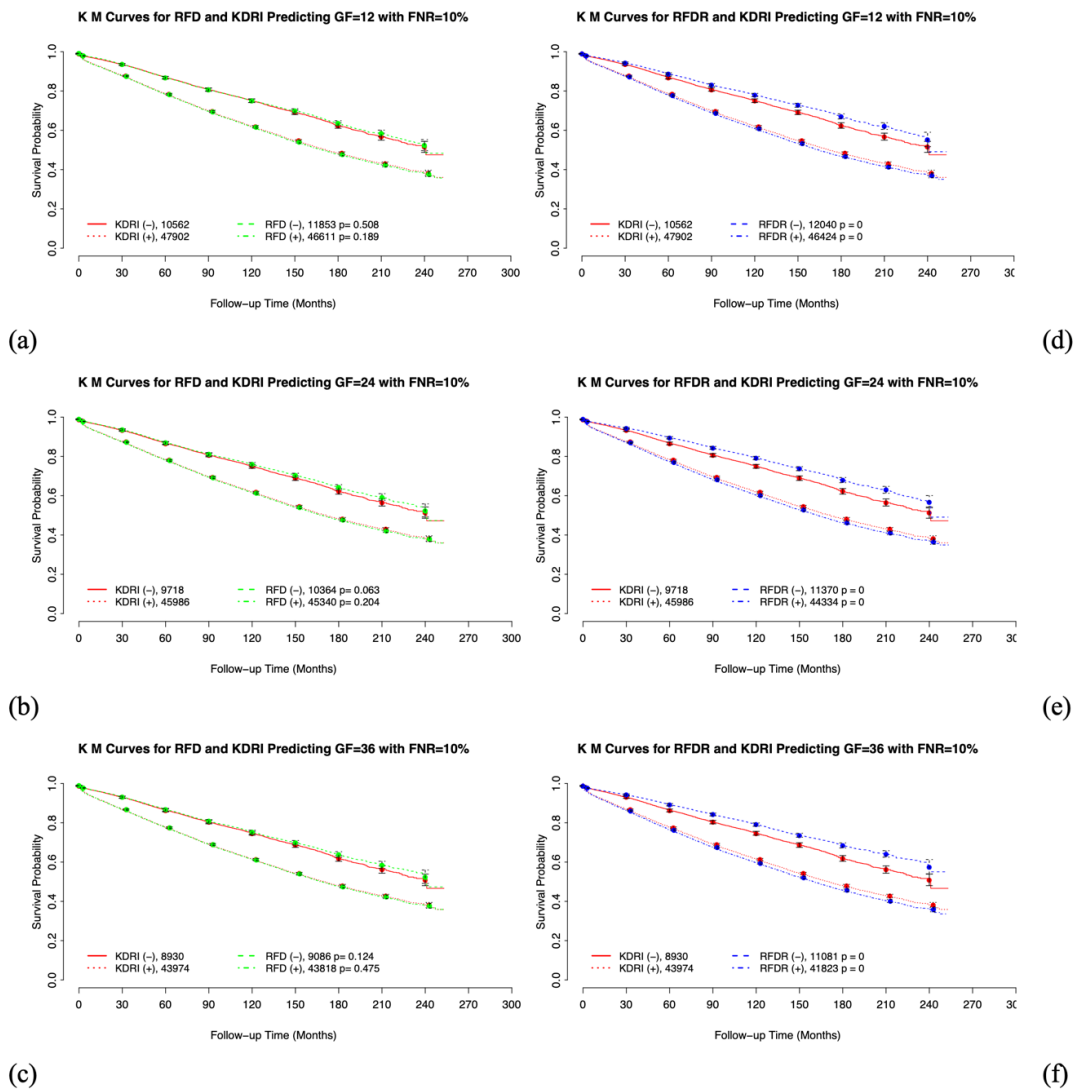 K M Curves for RFD and KDRI Predicting GF=12 with FNR=10%
Survival Probability
1.0
0.8
0.6
0.4
0.2
0.0
KDRI (−), 10562 RFD (−), 11853 p= 0.508
KDRI (+), 47902 RFD (+), 46611 p= 0.189
0 30 60 90 120 150 180 210 240 270 300
Follow−up Time (Months)
(a)
K M Curves for RFDR and KDRI Predicting GF=12 with FNR=10%
Survival Probability
1.0
0.8
0.6
0.4
0.2
0.0
KDRI (−), 10562 RFDR (−), 12040 p = 0
KDRI (+), 47902 RFDR (+), 46424 p = 0
0 30 60 90 120 150 180 210 240 270
Follow−up Time (Months)
(d)
K M Curves for RFD and KDRI Predicting GF=24 with FNR=10%
Survival Probability
1.0
0.8
0.6
0.4
0.2
0.0
KDRI (−), 9718 RFD (−), 10364 p= 0.063
KDRI (+), 45986 RFD (+), 45340 p= 0.204
0 30 60 90 120 150 180 210 240 270 300
Follow−up Time (Months)
(b)
K M Curves for RFDR and KDRI Predicting GF=24 with FNR=10%
Survival Probability
1.0
0.8
0.6
0.4
0.2
0.0
KDRI (−), 9718 RFDR (−), 11370 p = 0
KDRI (+), 45986 RFDR (+), 44334 p = 0
0 30 60 90 120 150 180 210 240 270
Follow−up Time (Months)
(e)
K M Curves for RFD and KDRI Predicting GF=36 with FNR=10%
Survival Probability
1.0
0.8
0.6
0.4
0.2
0.0
KDRI (−), 8930 RFD (−), 9086 p= 0.124
KDRI (+), 43974 RFD (+), 43818 p= 0.475
0 30 60 90 120 150 180 210 240 270 300
Follow−up Time (Months)
(c)
K M Curves for RFDR and KDRI Predicting GF=36 with FNR=10%
Survival Probability
1.0
0.8
0.6
0.4
0.2
0.0
KDRI (−), 8930 RFDR (−), 11081 p = 0
KDRI (+), 43974 RFDR (+), 41823 p = 0
0 30 60 90 120 150 180 210 240 270
Follow−up Time (Months)
(f)